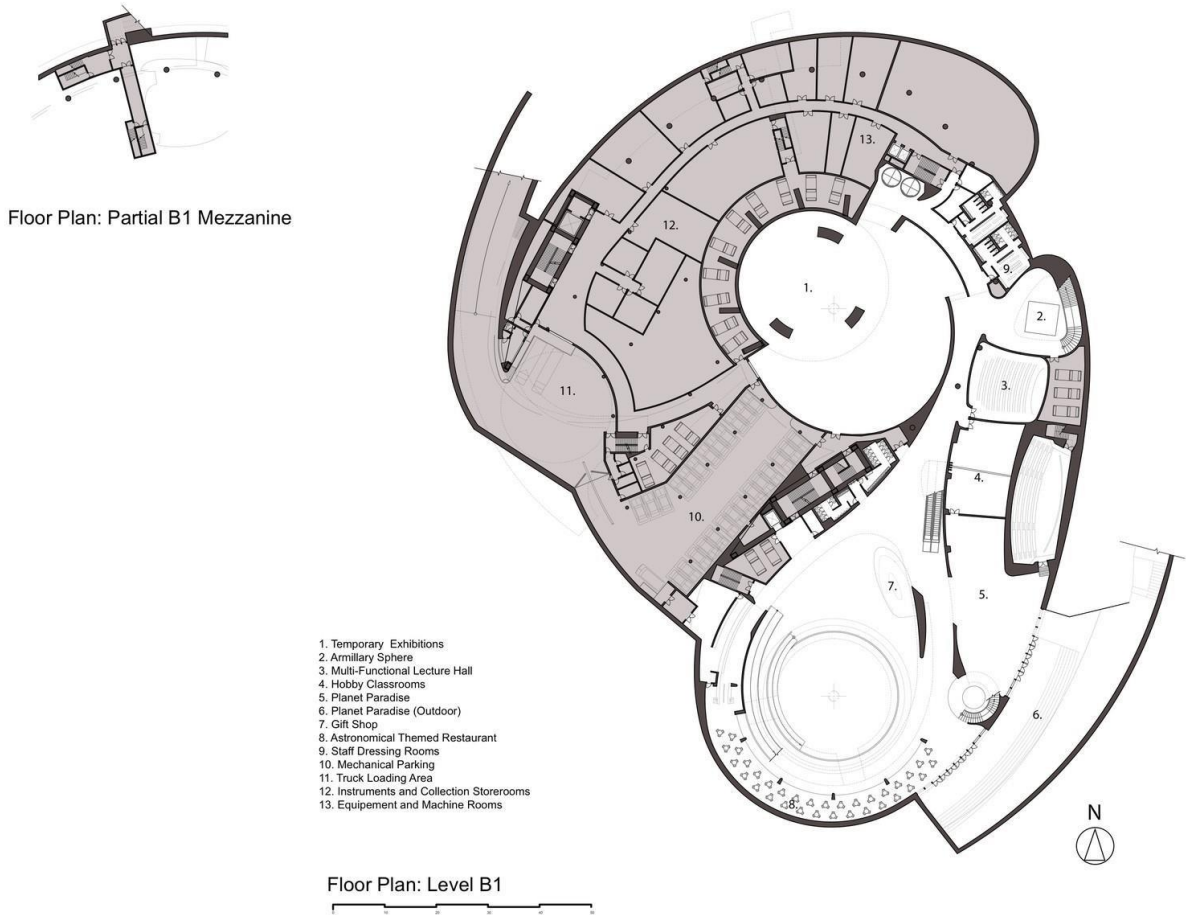 Floor Plan: Partial B1 Mezzanine
1.
2.
3.
4.
5.
6.
7.
8.
9.
10.
11.
12.
13.
1. Temporary Exhibitions
2. Armillary Sphere
3. Multi-Functional Lecture Hall
4. Hobby Classrooms
5. Planet Paradise
6. Planet Paradise (Outdoor)
7. Gift Shop
8. Astronomical Themed Restaurant
9. Staff Dressing Rooms
10. Mechanical Parking
11. Truck Loading Area
12. Instruments and Collection Storerooms
13. Equipement and Machine Rooms
N
Floor Plan: Level B1